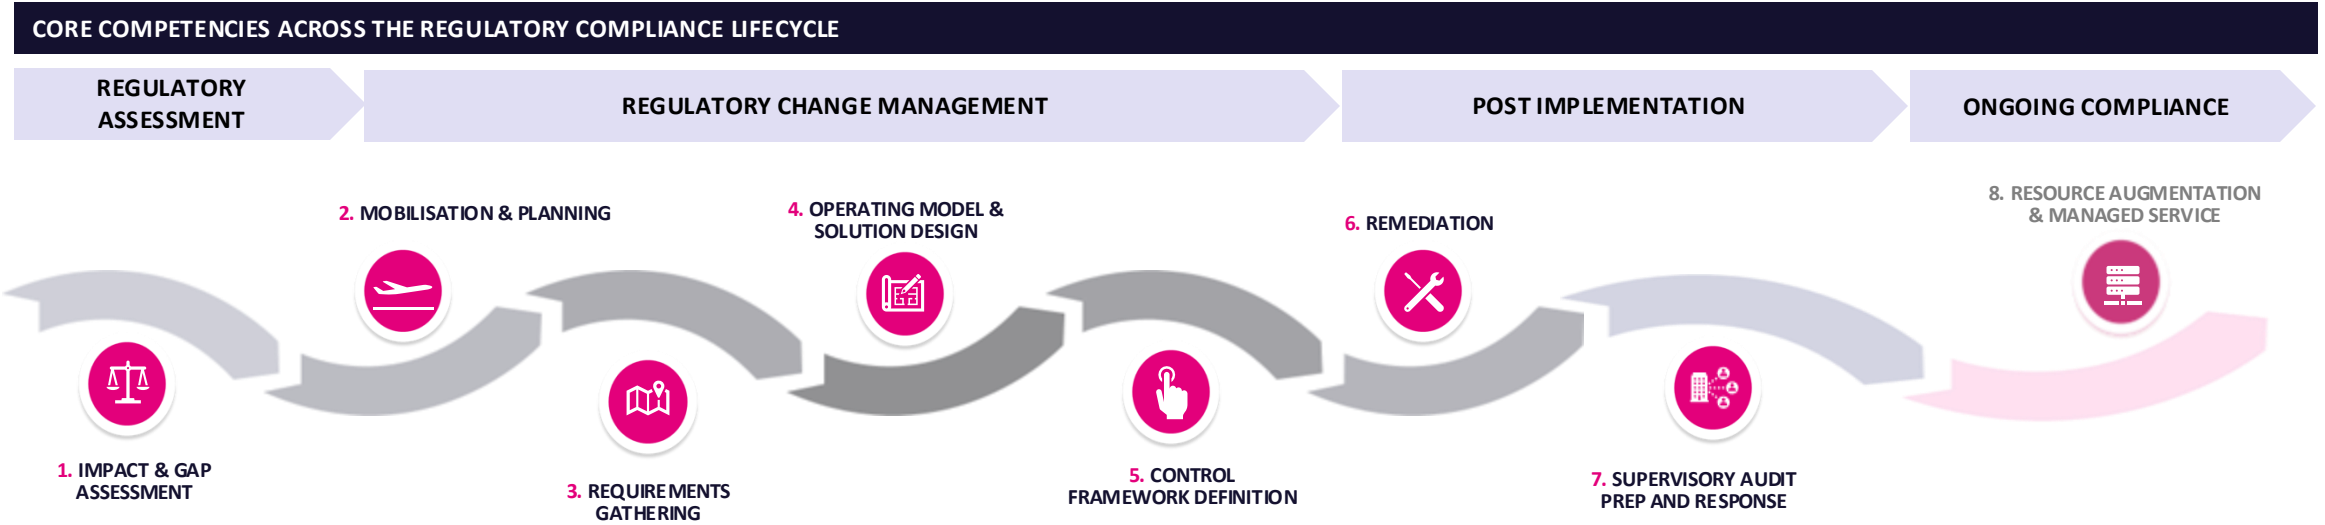 CORE COMPETENCIES ACROSS THE REGULATORY COMPLIANCE LIFECYCLE
REGULATORY
ASSESSMENT
REGULATORY CHANGE MANAGEMENT
POST IMPLEMENTATION
ONGOING COMPLIANCE
1. IMPACT & GAP
ASSESSMENT
2. MOBILISATION & PLANNING
3. REQUIREMENTS
GATHERING
4. OPERATING MODEL &
SOLUTION DESIGN
5. CONTROL
FRAMEWORK DEFINITION
6. REMEDIATION
7. SUPERVISORY AUDIT
PREP AND RESPONSE
8. RESOURCE AUGMENTATION
& MANAGED SERVICE